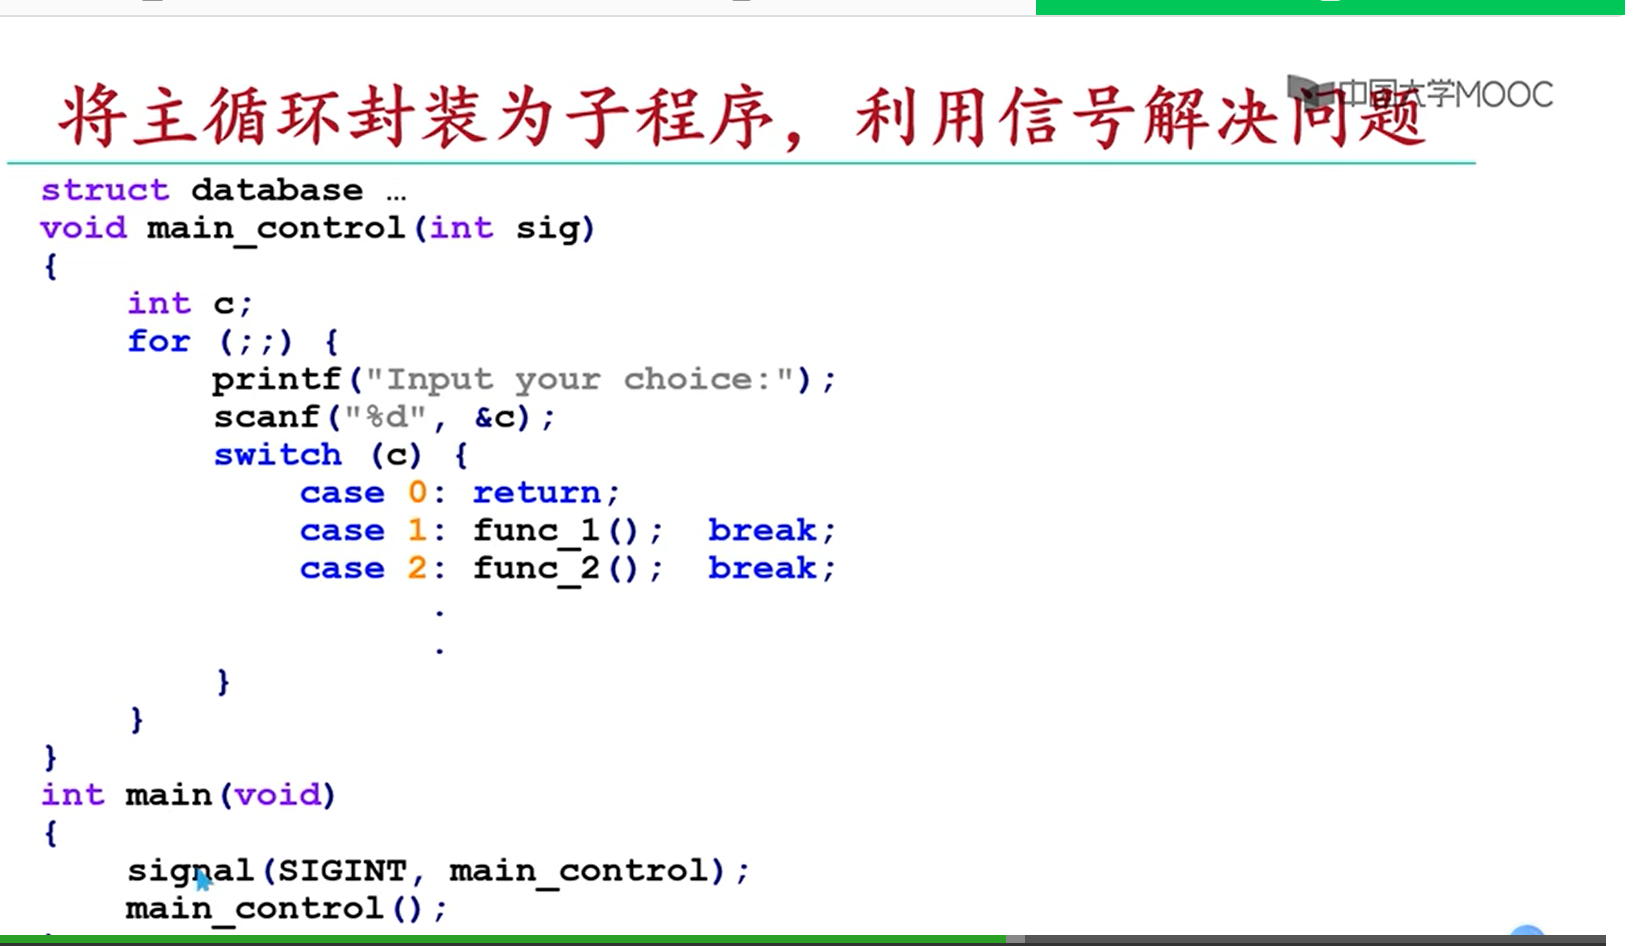 将主循环封装为子程序，利用信号解决问题
中国大学MOOC
struct database …
void main_control(int sig)
{
    int c;
    for (;;) {
        printf("Input your choice:");
        scanf("%d", &c);
        switch (c) {
            case 0: return;
            case 1: func_1();  break;
            case 2: func_2();  break;
                  .
                  .
        }
    }
}
int main(void)
{
    signal(SIGINT, main_control);
    main_control();